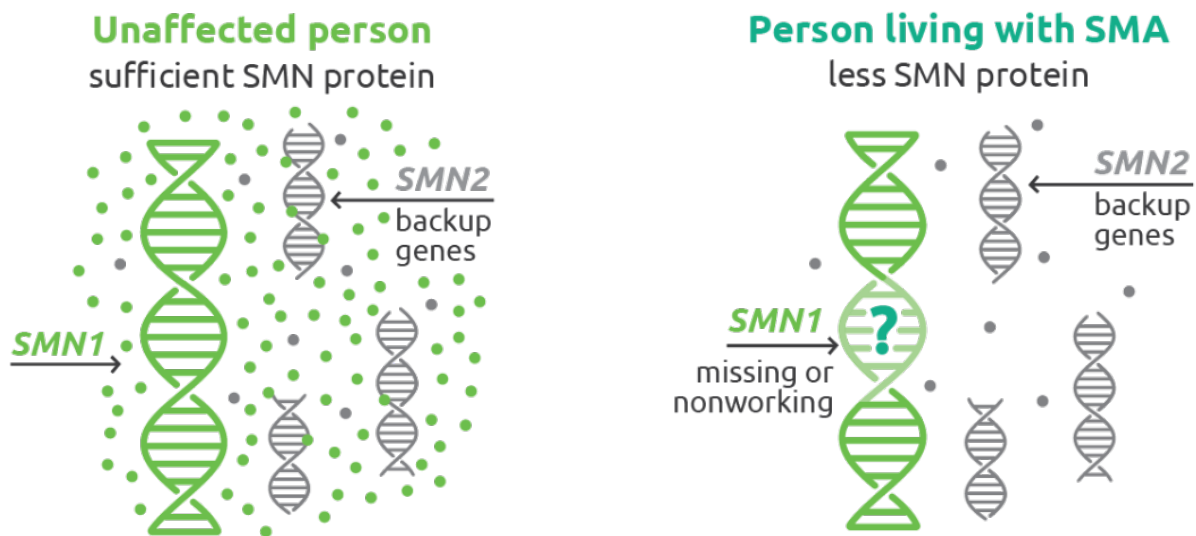 Unaffected person
sufficient SMN protein
SMN2
backup
genes
SMN1
Person living with SMA
less SMN protein
SMN2
backup
genes
SMN1
?
missing or
nonworking